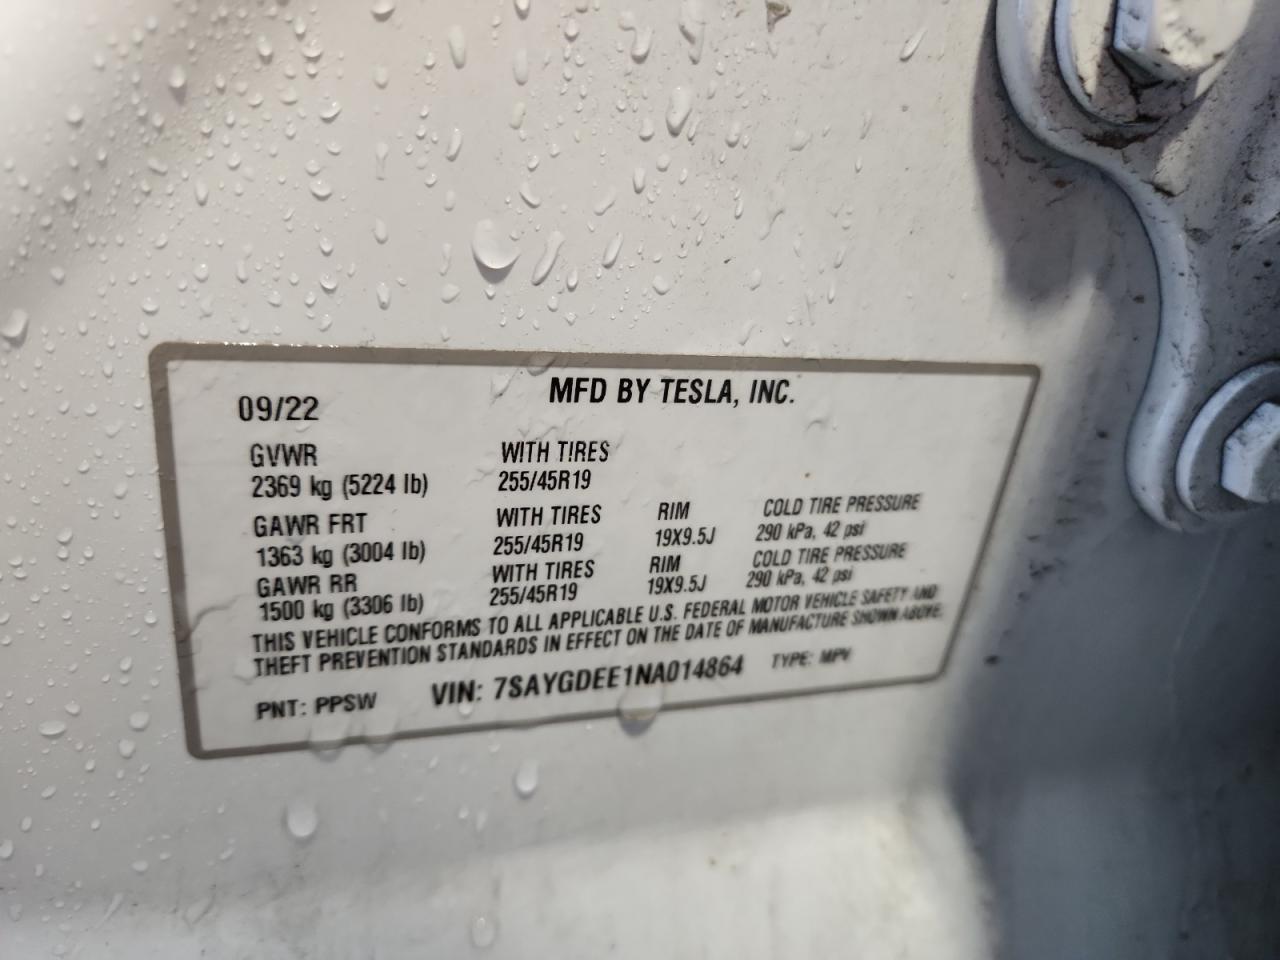 MFD BY TESLA, INC.
09/22
GVWR WITH TIRES
2369 kg (5224 lb) 255/45R19
GAWR FRT WITH TIRES RIM COLD TIRE PRESSURE
1363 kg (3004 lb) 255/45R19 19X9.5J 290 kPa, 42 psi
GAWR RR WITH TIRES RIM COLD TIRE PRESSURE
1500 kg (3306 lb) 255/45R19 19X9.5J 290 kPa, 42 psi
THIS VEHICLE CONFORMS TO ALL APPLICABLE U.S. FEDERAL MOTOR VEHICLE SAFETY AND
THEFT PREVENTION STANDARDS IN EFFECT ON THE DATE OF MANUFACTURE SHOWN ABOVE.
PNT: PPSW VIN: 7SAYGDEE1NA014864 TYPE: MPV